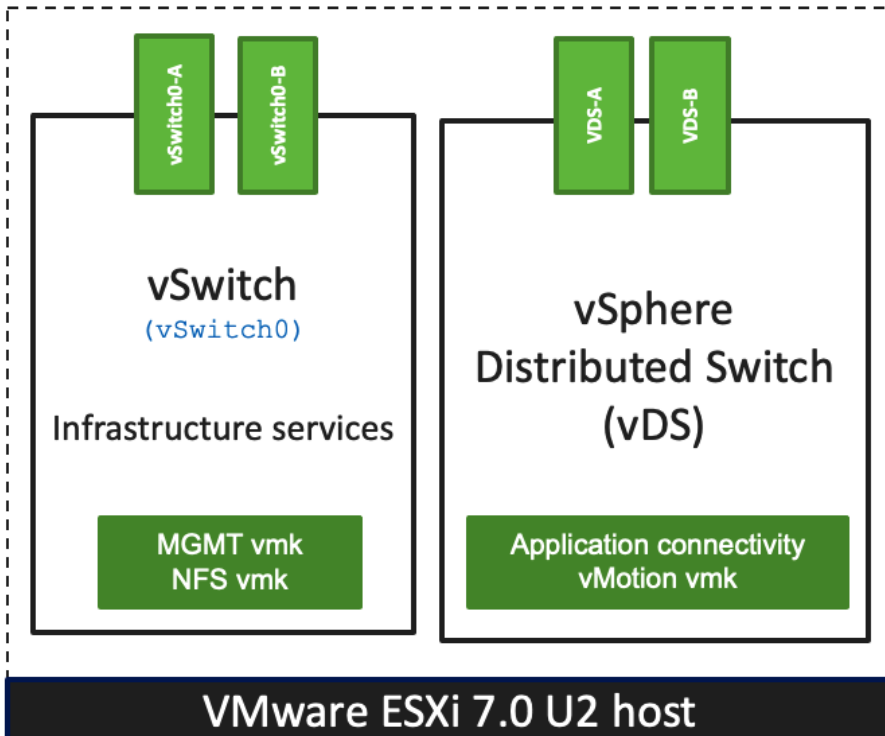 vSwitch0-A
vSwitch0-B
VDS-A
VDS-B
vSwitch
(vSwitch0)
Infrastructure services
MGMT vmk
NFS vmk
vSphere
Distributed Switch
(vDS)
Application connectivity
vMotion vmk
VMware ESXi 7.0 U2 host